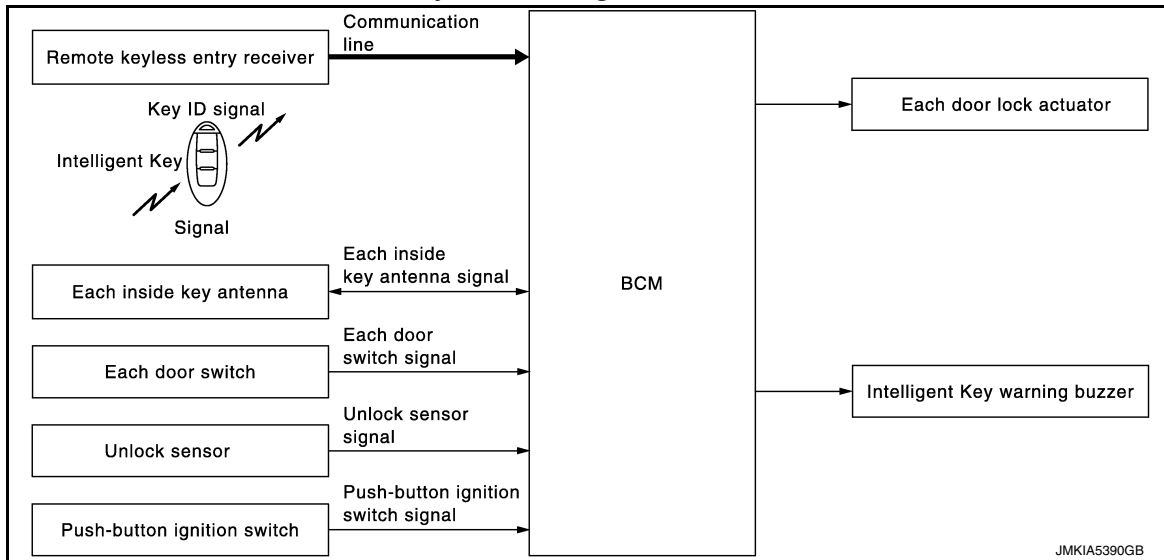 Communication
line
Remote keyless entry receiver
Key ID signal
Intelligent Key
Signal
Each inside
key antenna signal
Each inside key antenna
Each door
switch signal
Each door switch
Unlock sensor
signal
Unlock sensor
Push-button ignition
switch signal
Push-button ignition switch
BCM
Each door lock actuator
Intelligent Key warning buzzer
JMKIA5390GB